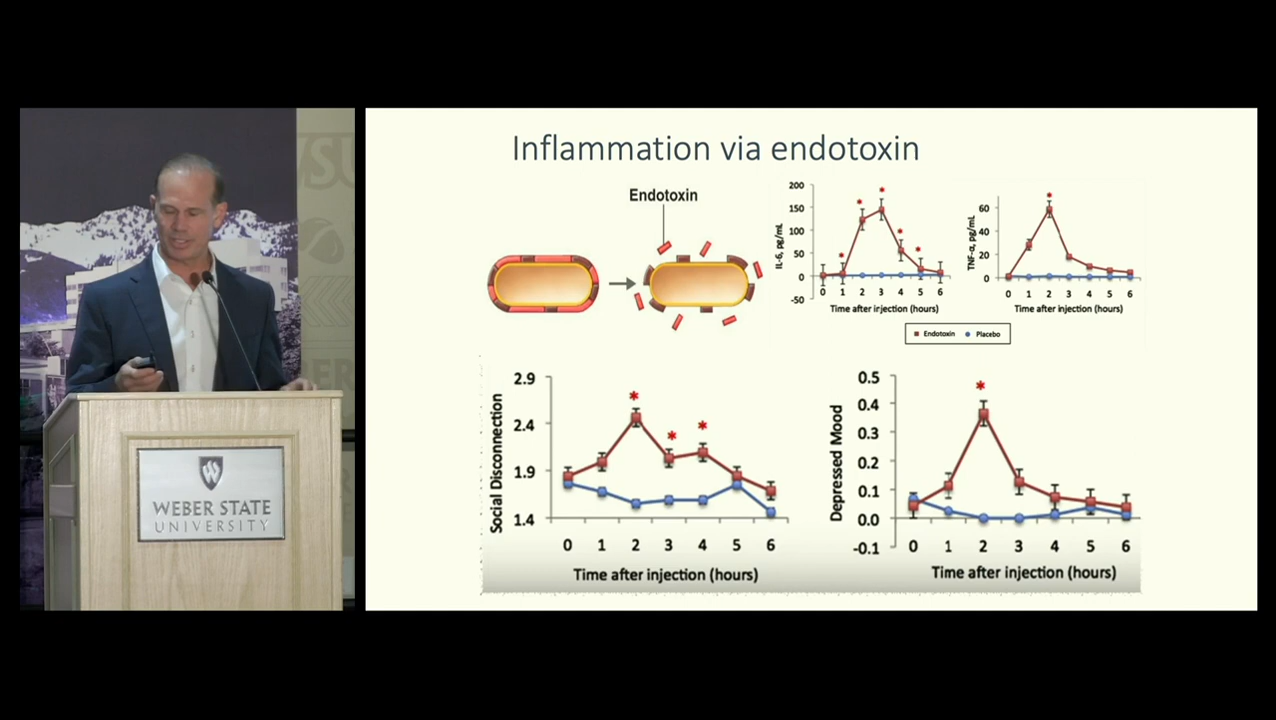 Inflammation via endotoxin
Endotoxin
200
150
100
50
0
-50
IL-6, pg/mL
0 1 2 3 4 5 6
Time after injection (hours)
60
40
20
0
TNF-α, pg/mL
0 1 2 3 4 5 6
Time after injection (hours)
Endotoxin Placebo
2.9
2.4
1.9
1.4
Social Disconnection
0 1 2 3 4 5 6
Time after injection (hours)
0.5
0.4
0.3
0.2
0.1
0.0
-0.1
Depressed Mood
0 1 2 3 4 5 6
Time after injection (hours)
WEBER STATE
UNIVERSITY